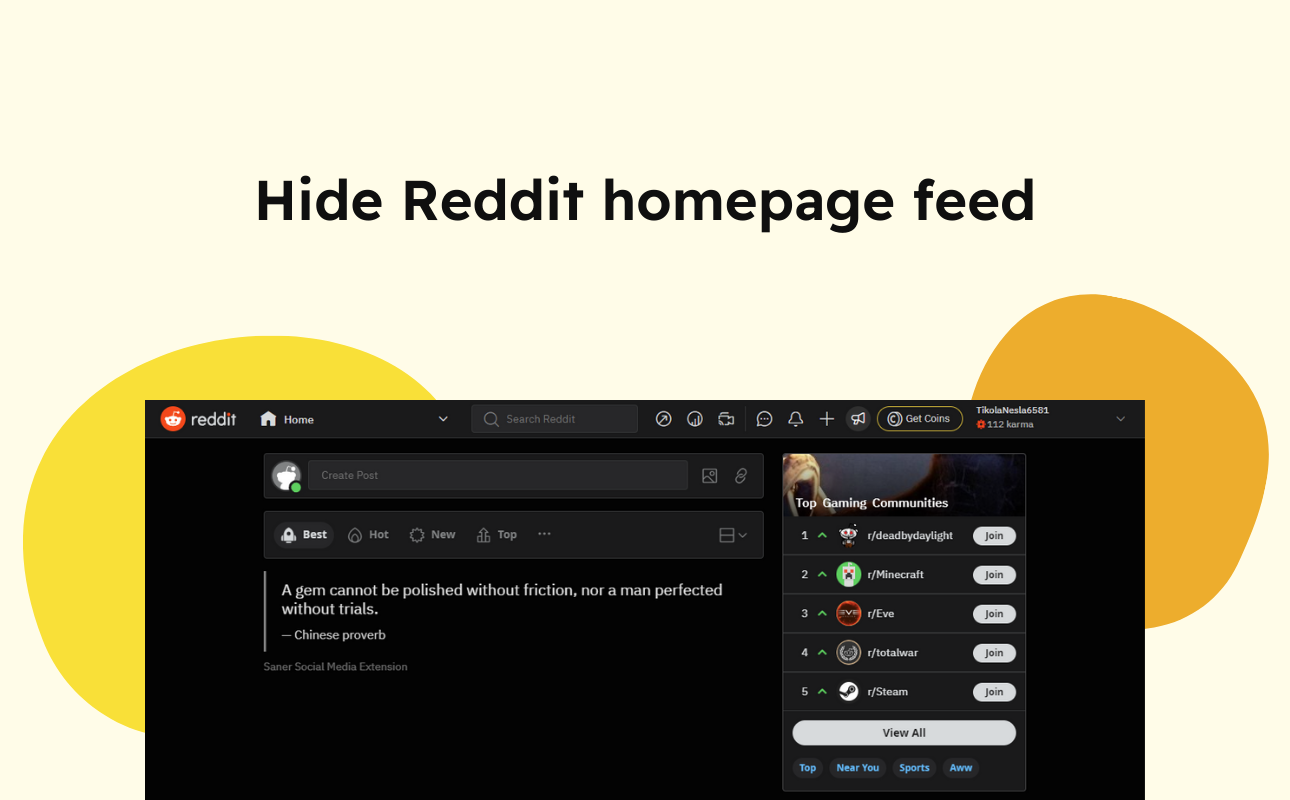 Hide Reddit homepage feed
reddit
Home
Search Reddit
Get Coins
TikolaNesla6581
112 karma
Create Post
Best
Hot
New
Top
A gem cannot be polished without friction, nor a man perfected
without trials.
— Chinese proverb
Saner Social Media Extension
Top Gaming Communities
1 r/deadbydaylight Join
2 r/Minecraft Join
3 r/Eve Join
4 r/totalwar Join
5 r/Steam Join
View All
Top Near You Sports Aww